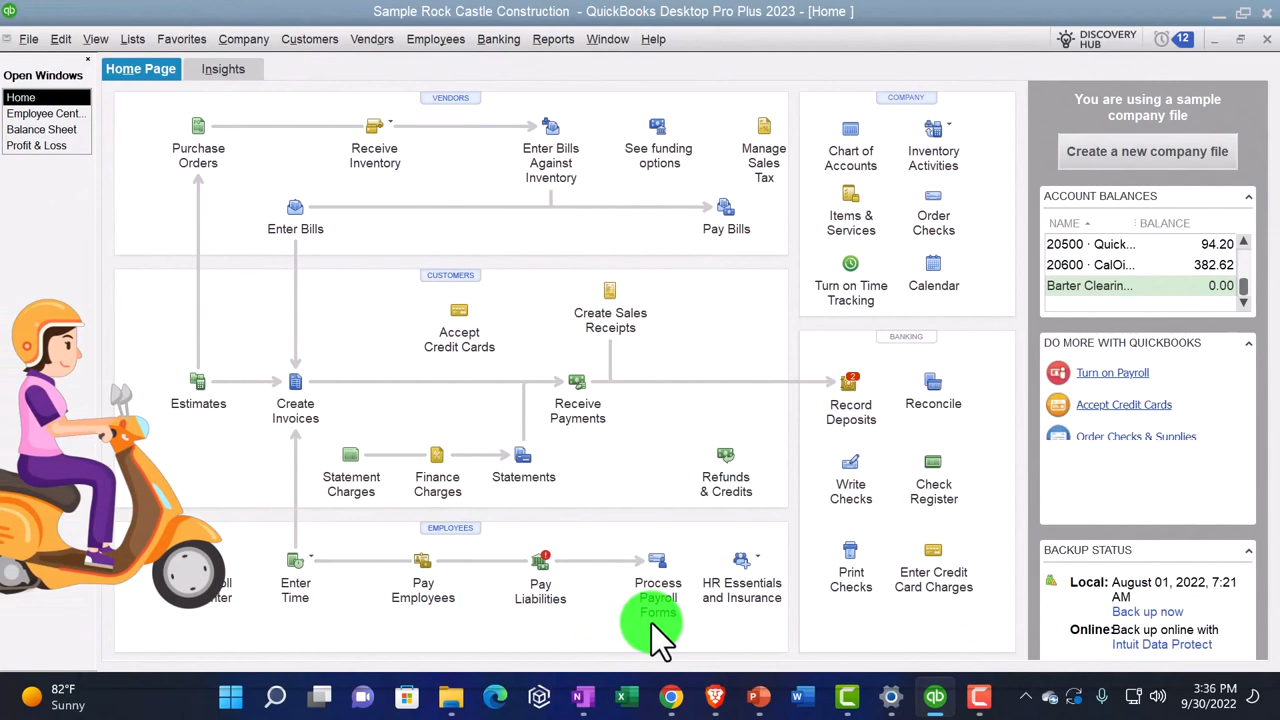 Sample Rock Castle Construction - QuickBooks Desktop Pro Plus 2023 - [Home ]
File Edit View Lists Favorites Company Customers Vendors Employees Banking Reports Window Help
DISCOVERY
HUB
12
Open Windows
Home
Employee Cent...
Balance Sheet
Profit & Loss
Home Page
Insights
VENDORS
Purchase
Orders
Receive
Inventory
Enter Bills
Against
Inventory
See funding
options
Manage
Sales
Tax
Enter Bills
Pay Bills
CUSTOMERS
Accept
Credit Cards
Create Sales
Receipts
Estimates
Create
Invoices
Receive
Payments
Statement
Charges
Finance
Charges
Statements
Refunds
& Credits
EMPLOYEES
Enter
Time
Pay
Employees
Pay
Liabilities
Process
Payroll
Forms
HR Essentials
and Insurance
COMPANY
Chart of
Accounts
Inventory
Activities
Items &
Services
Order
Checks
Turn on Time
Tracking
Calendar
BANKING
2
Record
Deposits
Reconcile
Write
Checks
Check
Register
Print
Checks
Enter Credit
Card Charges
You are using a sample
company file
Create a new company file
ACCOUNT BALANCES
NAME BALANCE
20500 · Quick... 94.20
20600 · CalOi... 382.62
Barter Clearin... 0.00
DO MORE WITH QUICKBOOKS
Turn on Payroll
Accept Credit Cards
Order Checks & Supplies
BACKUP STATUS
Local: August 01, 2022, 7:21
AM
Back up now
Online: Back up online with
Intuit Data Protect
82°F
Sunny
3:36 PM
9/30/2022